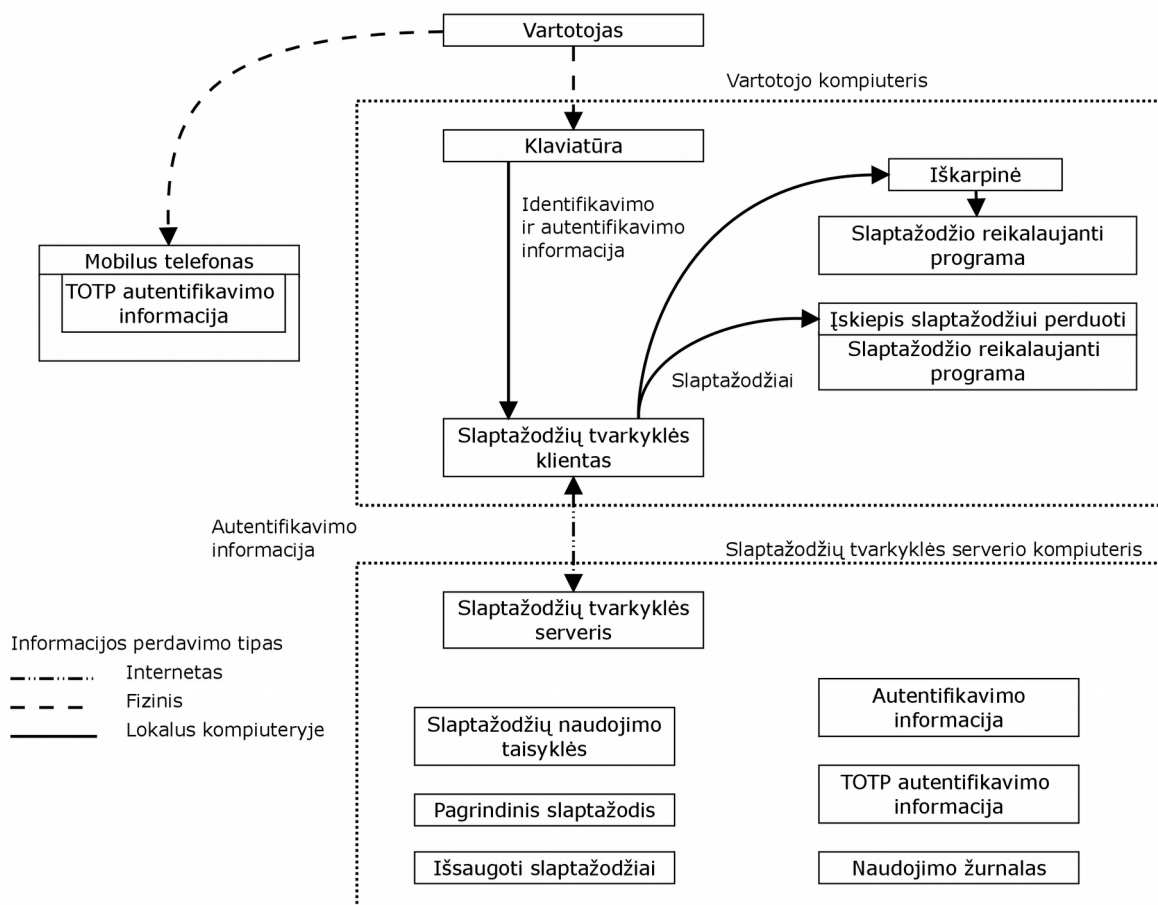 Vartotojas
Vartotojo kompiuteris
Klaviatūra
Iškarpinė
Identifikavimo
ir autentifikavimo
informacija
Slaptažodžio reikalaujanti
programa
Mobilus telefonas
TOTP autentifikavimo
informacija
Įskiepis slaptažodžiui perduoti
Slaptažodžio reikalaujanti
programa
Slaptažodžiai
Slaptažodžių tvarkyklės
klientas
Autentifikavimo
informacija
Slaptažodžių tvarkyklės serverio kompiuteris
Slaptažodžių tvarkyklės
serveris
Informacijos perdavimo tipas
Internetas
Fizinis
Lokalus kompiuteryje
Slaptažodžių naudojimo
taisyklės
Autentifikavimo
informacija
Pagrindinis slaptažodis
TOTP autentifikavimo
informacija
Išsaugoti slaptažodžiai
Naudojimo žurnalas